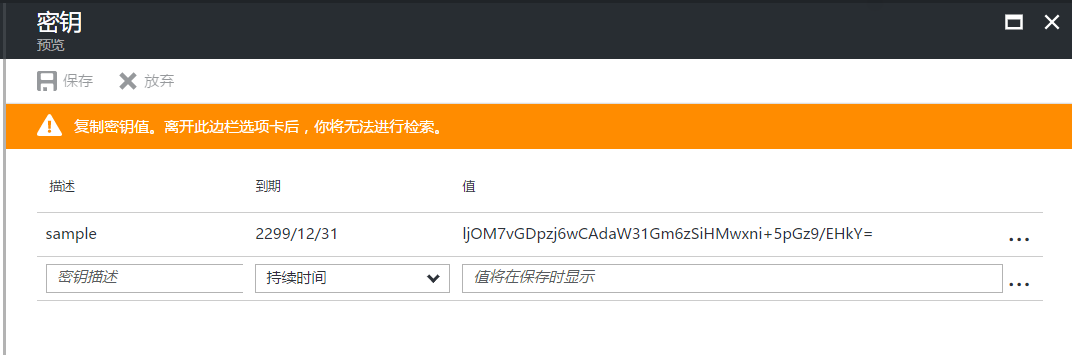 密钥
预览
保存 放弃
复制密钥值。离开此边栏选项卡后，你将无法进行检索。
描述 到期 值
sample 2299/12/31 ljOM7vGDpzj6wCAdaW31Gm6zSiHMwxni+5pGz9/EHkY= ...
密钥描述 持续时间 值将在保存时显示 ...